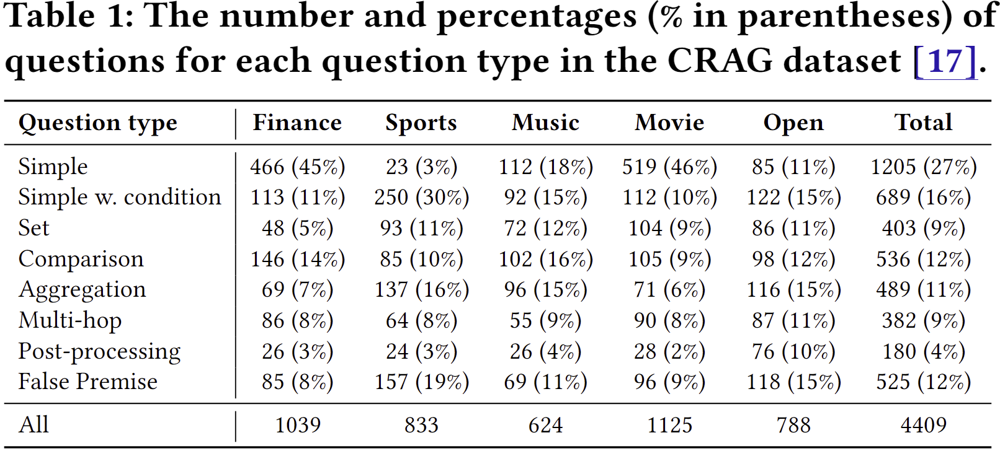 Table 1: The number and percentages (% in parentheses) of
questions for each question type in the CRAG dataset [17].
Question type Finance Sports Music Movie Open Total
Simple 466 (45%) 23 (3%) 112 (18%) 519 (46%) 85 (11%) 1205 (27%)
Simple w. condition 113 (11%) 250 (30%) 92 (15%) 112 (10%) 122 (15%) 689 (16%)
Set 48 (5%) 93 (11%) 72 (12%) 104 (9%) 86 (11%) 403 (9%)
Comparison 146 (14%) 85 (10%) 102 (16%) 105 (9%) 98 (12%) 536 (12%)
Aggregation 69 (7%) 137 (16%) 96 (15%) 71 (6%) 116 (15%) 489 (11%)
Multi-hop 86 (8%) 64 (8%) 55 (9%) 90 (8%) 87 (11%) 382 (9%)
Post-processing 26 (3%) 24 (3%) 26 (4%) 28 (2%) 76 (10%) 180 (4%)
False Premise 85 (8%) 157 (19%) 69 (11%) 96 (9%) 118 (15%) 525 (12%)
All 1039 833 624 1125 788 4409